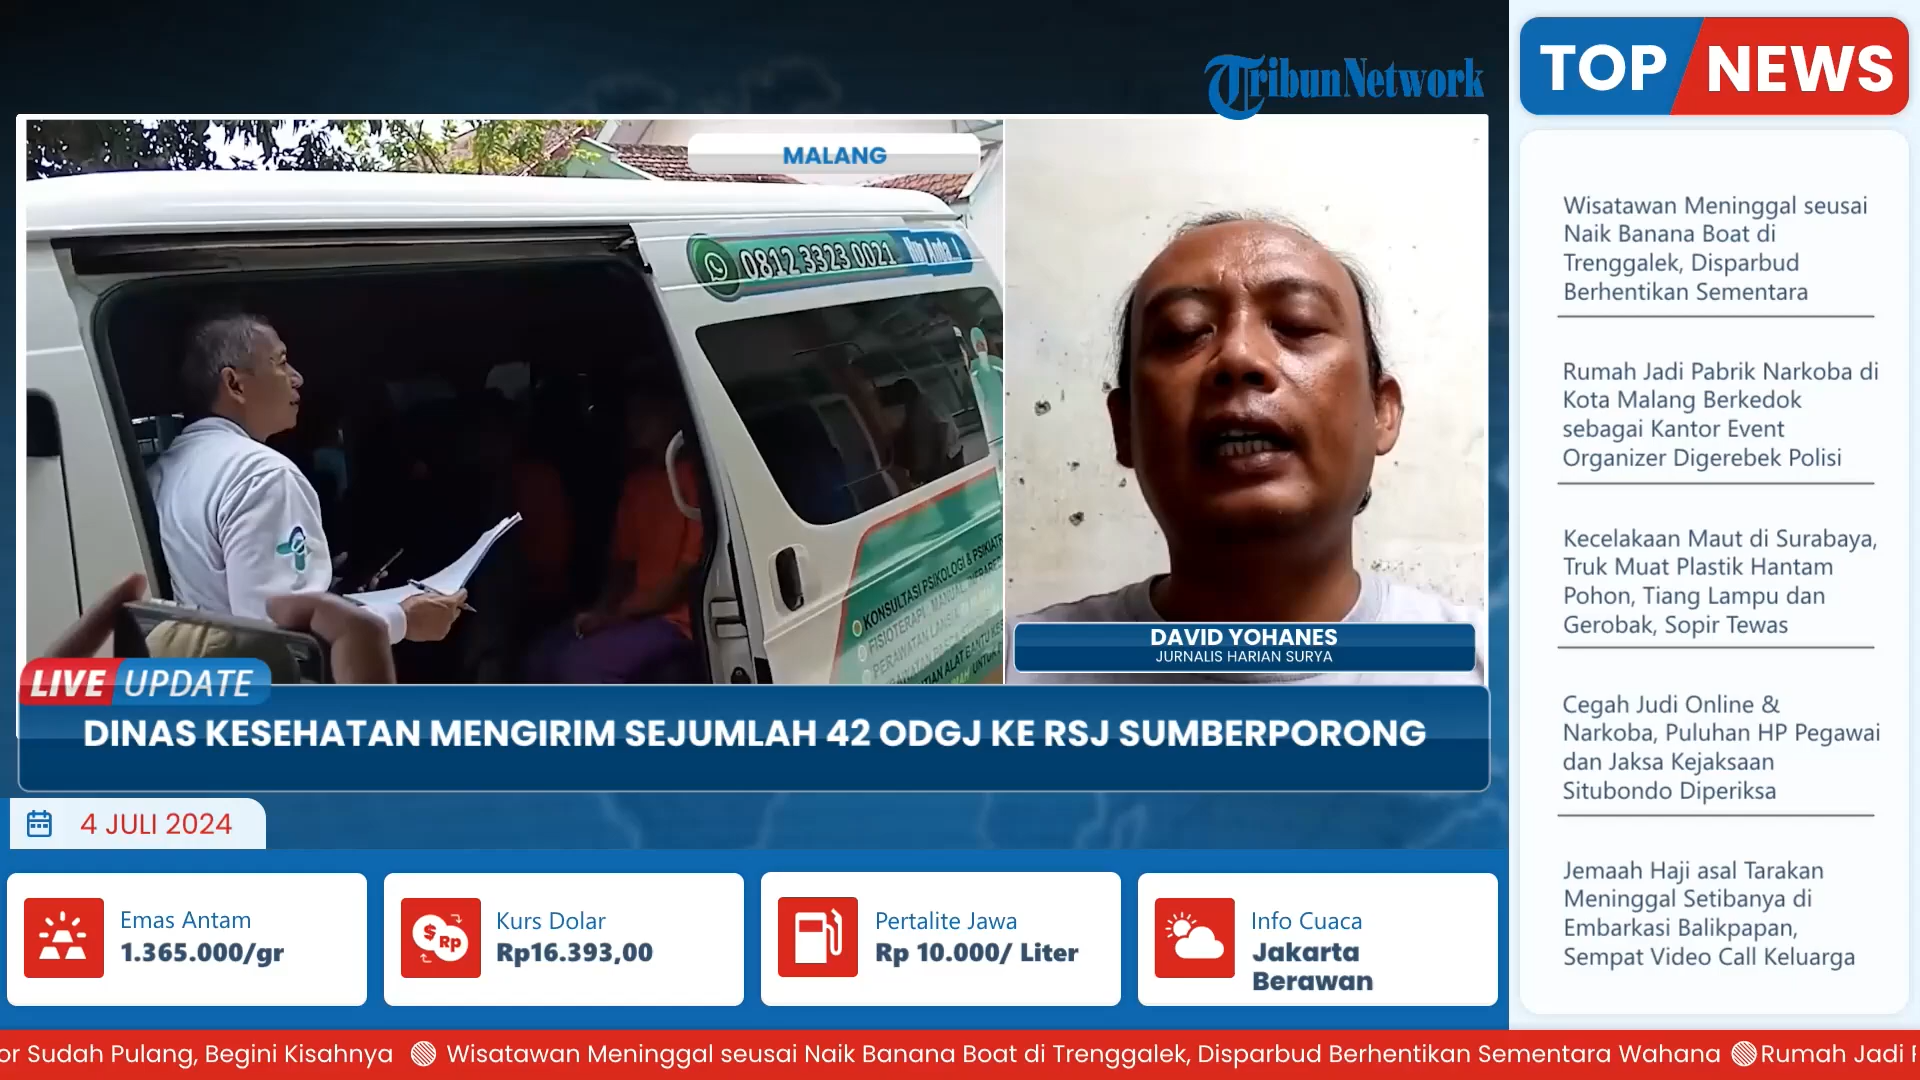 TribunNetwork
TOP NEWS
MALANG
0812 3323 0021
KONSULTASI PSIKOLOGI & PSIKIATR
DAVID YOHANES
JURNALIS HARIAN SURYA
LIVE UPDATE
DINAS KESEHATAN MENGIRIM SEJUMLAH 42 ODGJ KE RSJ SUMBERPORONG
4 JULI 2024
Emas Antam
1.365.000/gr
Kurs Dolar
Rp16.393,00
Pertalite Jawa
Rp 10.000/ Liter
Info Cuaca
Jakarta
Berawan
Wisatawan Meninggal seusai
Naik Banana Boat di
Trenggalek, Disparbud
Berhentikan Sementara
Rumah Jadi Pabrik Narkoba di
Kota Malang Berkedok
sebagai Kantor Event
Organizer Digerebek Polisi
Kecelakaan Maut di Surabaya,
Truk Muat Plastik Hantam
Pohon, Tiang Lampu dan
Gerobak, Sopir Tewas
Cegah Judi Online &
Narkoba, Puluhan HP Pegawai
dan Jaksa Kejaksaan
Situbondo Diperiksa
Jemaah Haji asal Tarakan
Meninggal Setibanya di
Embarkasi Balikpapan,
Sempat Video Call Keluarga
or Sudah Pulang, Begini Kisahnya Wisatawan Meninggal seusai Naik Banana Boat di Trenggalek, Disparbud Berhentikan Sementara Wahana Rumah Jadi